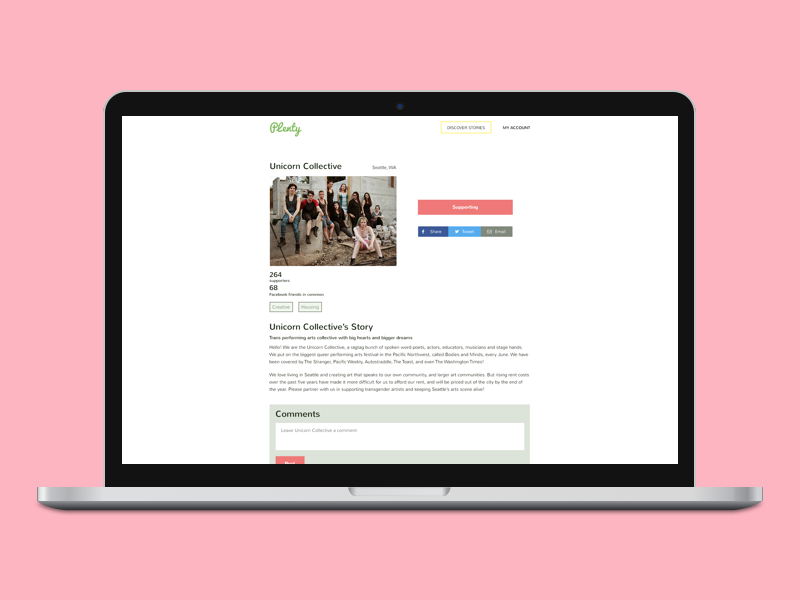 Plenty
DISCOVER STORIES
MY ACCOUNT
Unicorn Collective
Seattle, WA
Supporting
Share
Tweet
Email
264
supporters
68
Facebook friends in common
Creative
Housing
Unicorn Collective's Story
Trans performing arts collective with big hearts and bigger dreams
Hello! We are the Unicorn Collective, a ragtag bunch of spoken word poets, actors, educators, musicians and stage hands.
We put on the biggest queer performing arts festival in the Pacific Northwest, called Bodies and Minds, every June. We have
been covered by The Stranger, Pacific Weekly, Autostraddle, The Toast, and even The Washington Times!
We love living in Seattle and creating art that speaks to our own community, and larger art communities. But rising rent costs
over the past five years have made it more difficult for us to afford our rent, and will be priced out of the city by the end of
the year. Please partner with us in supporting transgender artists and keeping Seattle's arts scene alive!
Comments
Leave Unicorn Collective a comment